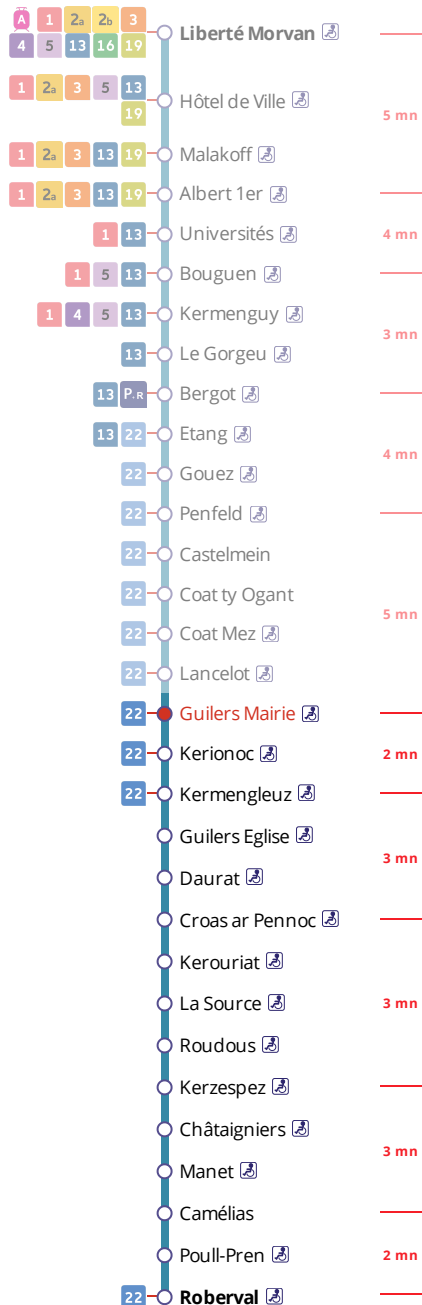 A 1 2a 2b 3
4 5 13 16 19 Liberté Morvan
1 2a 3 5 13
19 Hôtel de Ville
5 mn
1 2a 3 13 19 Malakoff
1 2a 3 13 19 Albert 1er
1 13 Universités 4 mn
1 5 13 Bouguen
1 4 5 13 Kermenguy
3 mn
13 Le Gorgeu
13 P+R Bergot
13 22 Etang
4 mn
22 Gouez
22 Penfeld
22 Castelmein
22 Coat ty Ogant
5 mn
22 Coat Mez
22 Lancelot
22 Guilers Mairie
22 Kerionoc 2 mn
22 Kermengleuz
Guilers Eglise
3 mn
Daurat
Croas ar Pennoc
Kerouriat
La Source 3 mn
Roudous
Kerzespez
Châtaigniers
3 mn
Manet
Camélias
Poull-Pren 2 mn
22 Roberval